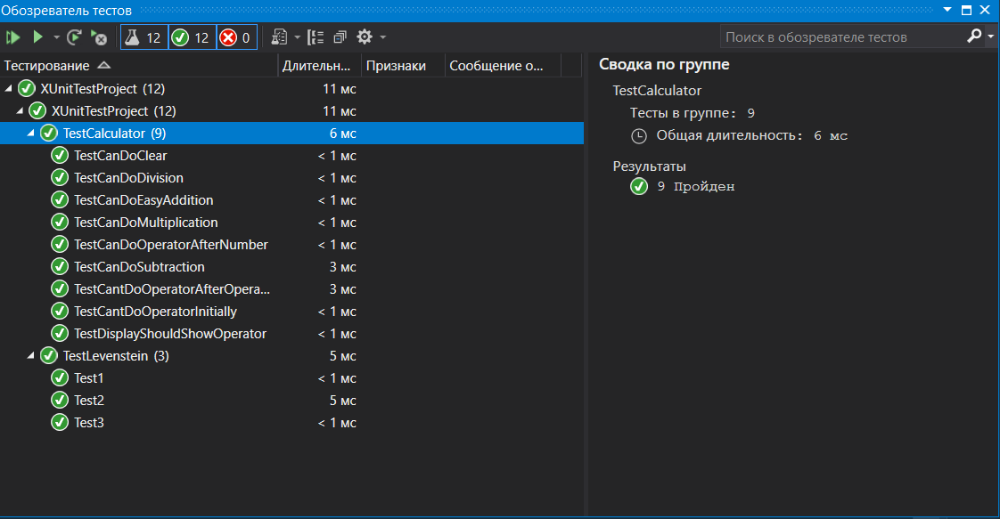 Обозреватель тестов
12 12 0
Поиск в обозревателе тестов
Тестирование Длительн... Признаки Сообщение о...
XUnitTestProject (12) 11 мс
XUnitTestProject (12) 11 мс
TestCalculator (9) 6 мс
TestCanDoClear < 1 мс
TestCanDoDivision < 1 мс
TestCanDoEasyAddition < 1 мс
TestCanDoMultiplication < 1 мс
TestCanDoOperatorAfterNumber < 1 мс
TestCanDoSubtraction 3 мс
TestCantDoOperatorAfterOpera... 3 мс
TestCantDoOperatorInitially < 1 мс
TestDisplayShouldShowOperator < 1 мс
TestLevenstein (3) 5 мс
Test1 < 1 мс
Test2 5 мс
Test3 < 1 мс
Сводка по группе
TestCalculator
Тесты в группе: 9
Общая длительность: 6 мс
Результаты
9 Пройден